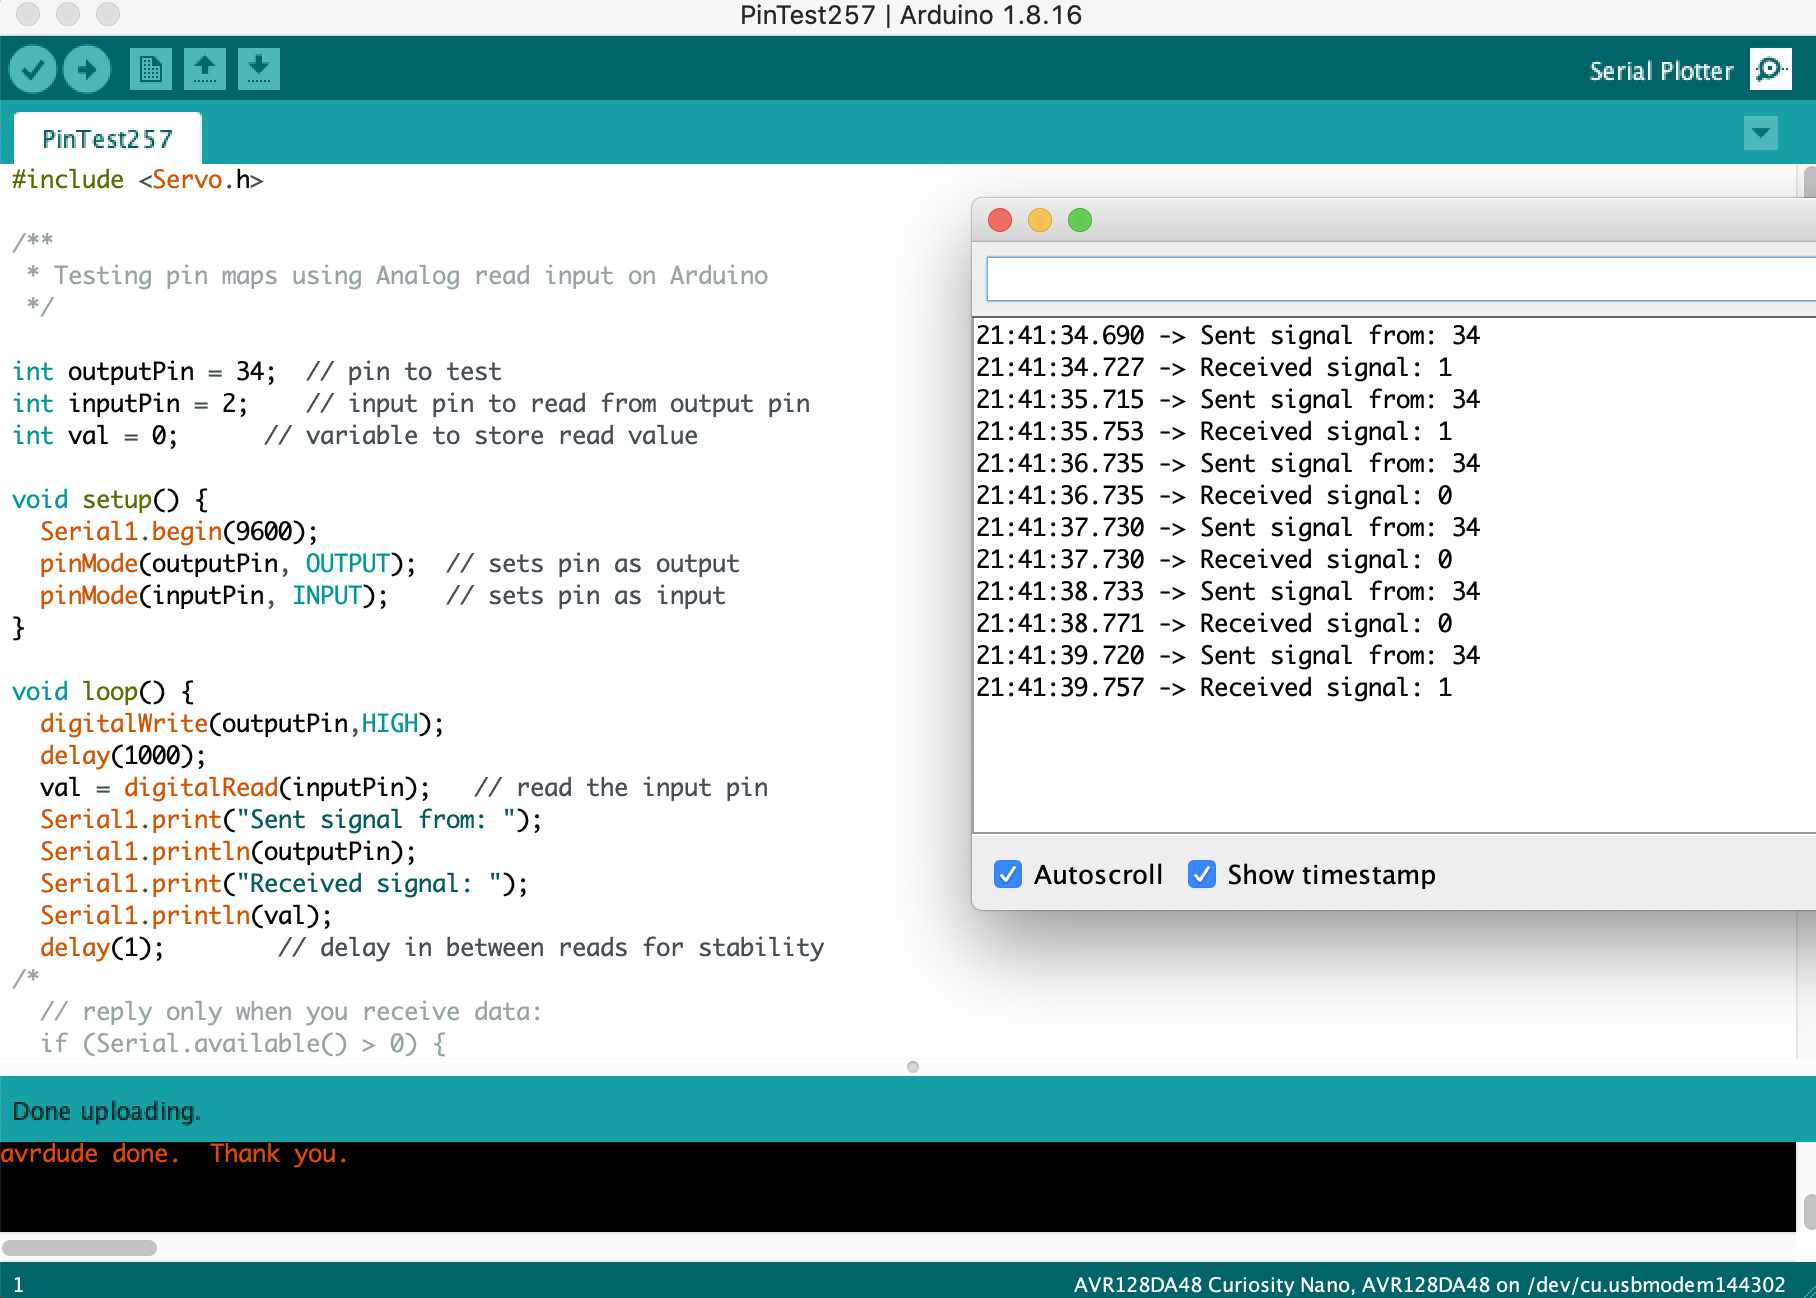 PinTest257 | Arduino 1.8.16
Serial Plotter
PinTest257
#include <Servo.h>
/**
 * Testing pin maps using Analog read input on Arduino
 */
int outputPin = 34;  // pin to test
int inputPin = 2;    // input pin to read from output pin
int val = 0;      // variable to store read value
void setup() {
  Serial1.begin(9600);
  pinMode(outputPin, OUTPUT);  // sets pin as output
  pinMode(inputPin, INPUT);    // sets pin as input
}
void loop() {
  digitalWrite(outputPin,HIGH);
  delay(1000);
  val = digitalRead(inputPin);   // read the input pin
  Serial1.print("Sent signal from: ");
  Serial1.println(outputPin);
  Serial1.print("Received signal: ");
  Serial1.println(val);
  delay(1);        // delay in between reads for stability
/*
  // reply only when you receive data:
  if (Serial.available() > 0) {
21:41:34.690 -> Sent signal from: 34
21:41:34.727 -> Received signal: 1
21:41:35.715 -> Sent signal from: 34
21:41:35.753 -> Received signal: 1
21:41:36.735 -> Sent signal from: 34
21:41:36.735 -> Received signal: 0
21:41:37.730 -> Sent signal from: 34
21:41:37.730 -> Received signal: 0
21:41:38.733 -> Sent signal from: 34
21:41:38.771 -> Received signal: 0
21:41:39.720 -> Sent signal from: 34
21:41:39.757 -> Received signal: 1
Autoscroll Show timestamp
Done uploading.
avrdude done.  Thank you.
1 AVR128DA48 Curiosity Nano, AVR128DA48 on /dev/cu.usbmodem144302